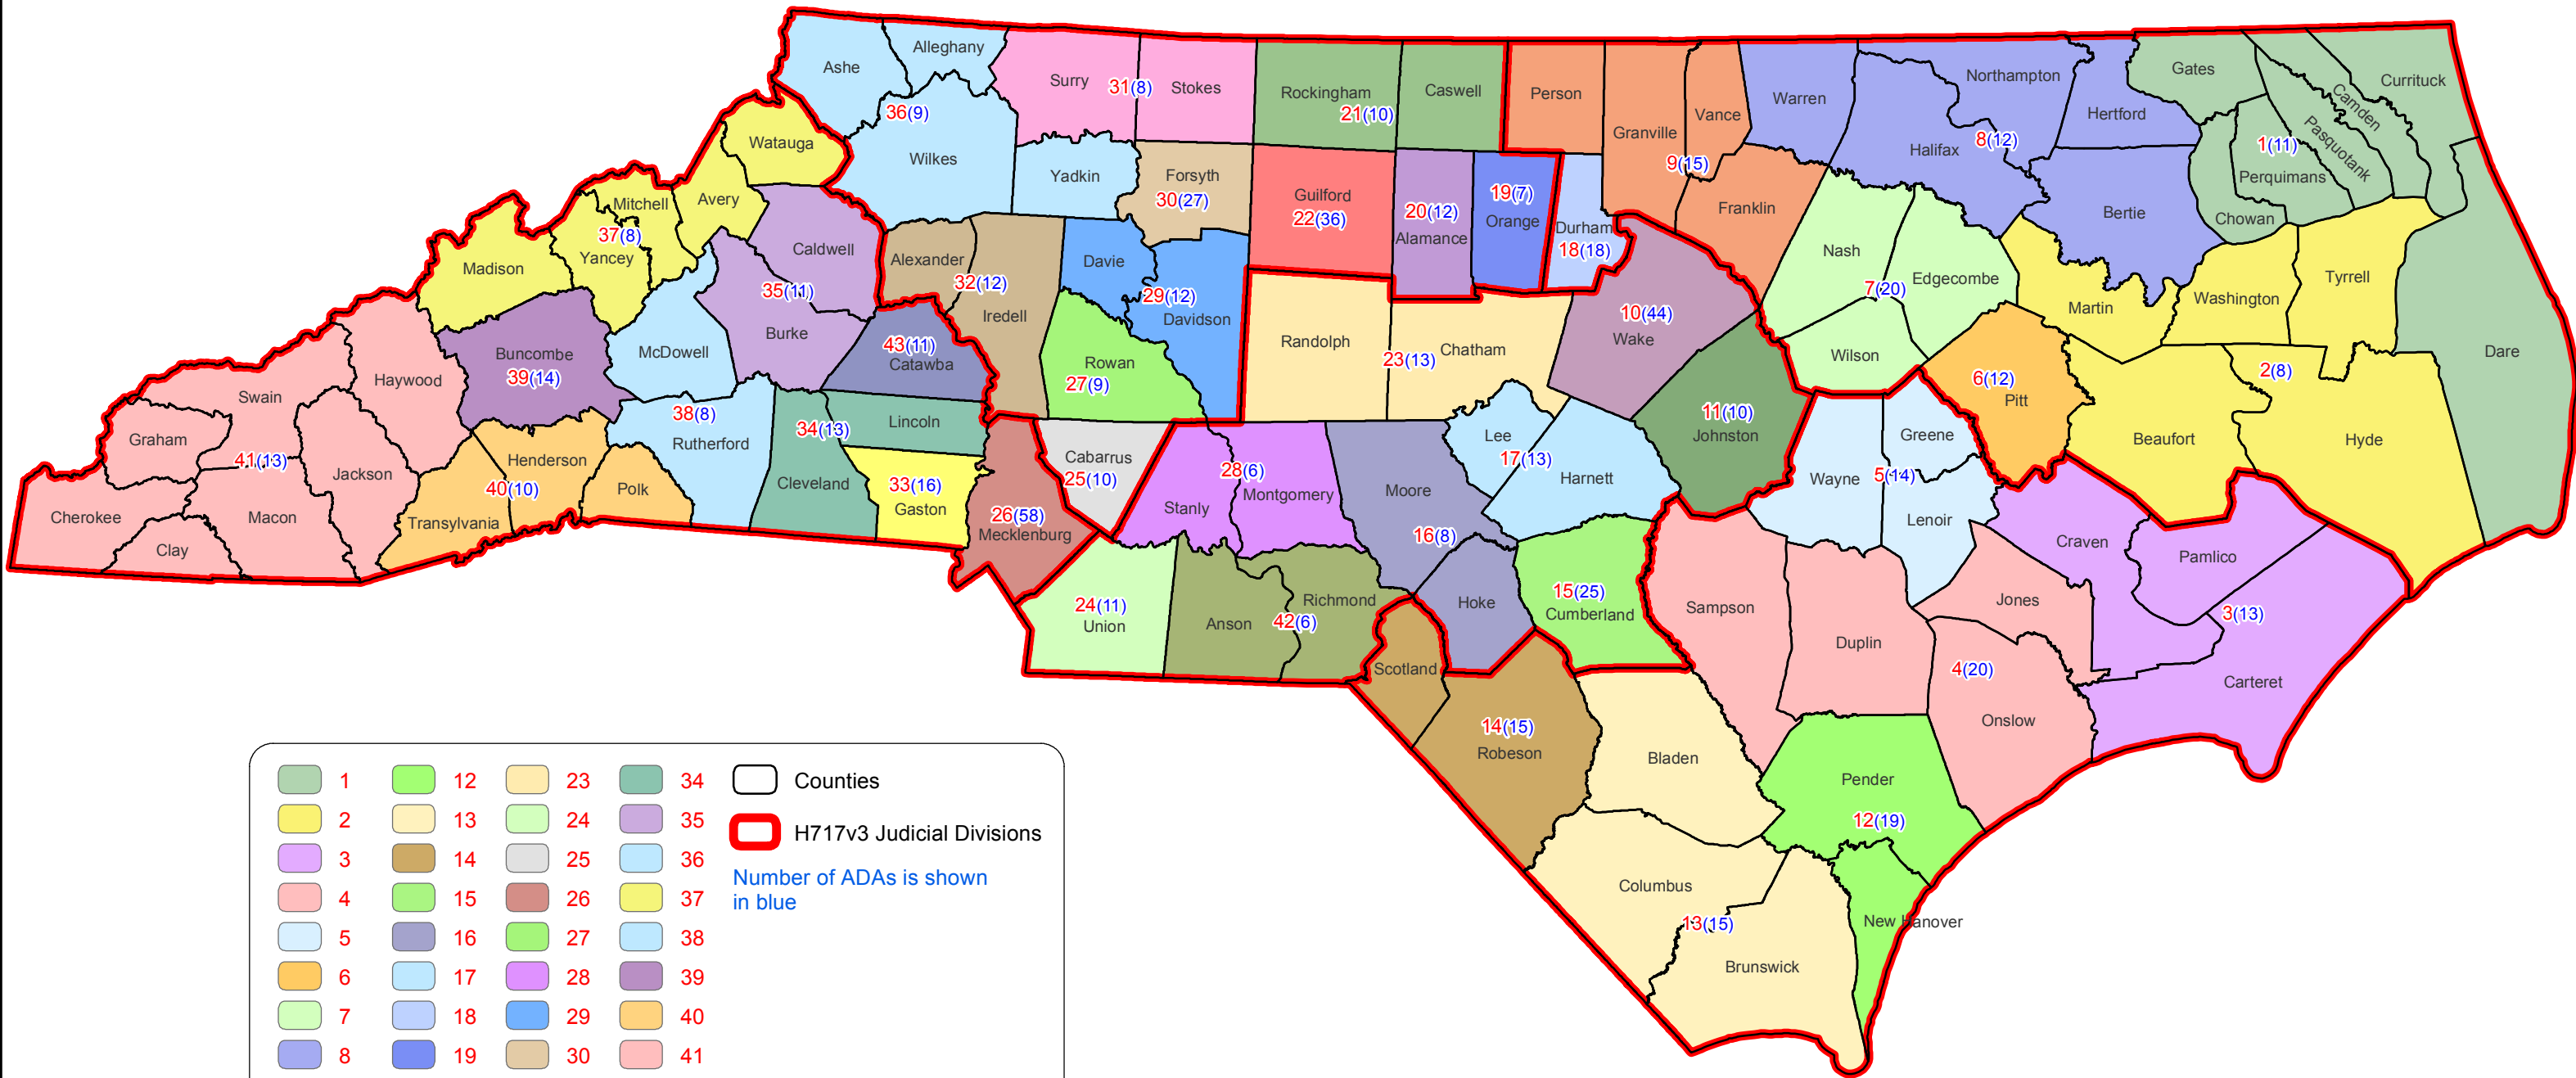 Alleghany
Ashe
Surry
31(8)
Stokes
Rockingham
21(10)
Caswell
Person
Granville
Vance
9(15)
Warren
Northampton
Halifax
8(12)
Hertford
Gates
Currituck
Camden
Pasquotank
1(11)
Perquimans
Chowan
36(9)
Wilkes
Watauga
Yadkin
Forsyth
30(27)
Guilford
22(36)
20(12)
Alamance
19(7)
Orange
Durham
18(18)
Franklin
Nash
Edgecombe
7(20)
Wilson
Bertie
Martin
Washington
Tyrrell
Dare
Mitchell
Avery
37(8)
Yancey
Madison
Caldwell
35(11)
Burke
Alexander
32(12)
Iredell
Davie
29(12)
Davidson
Rowan
27(9)
Randolph
23(13)
Chatham
10(44)
Wake
11(10)
Johnston
6(12)
Pitt
2(8)
Beaufort
Hyde
Buncombe
39(14)
McDowell
43(11)
Catawba
Haywood
Swain
Graham
41(13)
Jackson
Cherokee
Macon
Clay
Henderson
40(10)
Transylvania
Polk
38(8)
Rutherford
34(13)
Lincoln
Cleveland
33(16)
Gaston
26(58)
Mecklenburg
Cabarrus
25(10)
28(6)
Stanly
Montgomery
Moore
16(8)
Lee
17(13)
Harnett
Wayne
Greene
5(14)
Lenoir
Craven
Pamlico
3(13)
Carteret
Jones
4(20)
Onslow
Sampson
Duplin
24(11)
Union
Anson
Richmond
42(6)
Hoke
15(25)
Cumberland
Scotland
14(15)
Robeson
Bladen
Pender
12(19)
Columbus
13(15)
Brunswick
New Hanover
1 12 23 34 Counties
2 13 24 35 H717v3 Judicial Divisions
3 14 25 36 Number of ADAs is shown
in blue
4 15 26 37
5 16 27 38
6 17 28 39
7 18 29 40
8 19 30 41